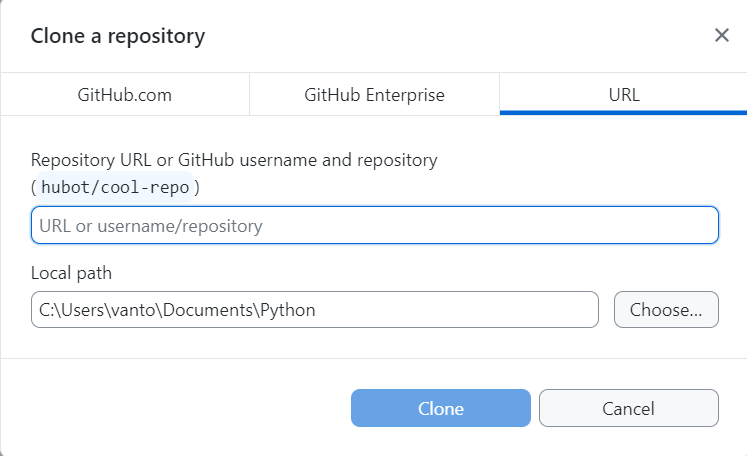 Clone a repository
GitHub.com
GitHub Enterprise
URL
Repository URL or GitHub username and repository
(hubot/cool-repo)
URL or username/repository
Local path
C:\Users\vanto\Documents\Python
Choose...
Clone
Cancel